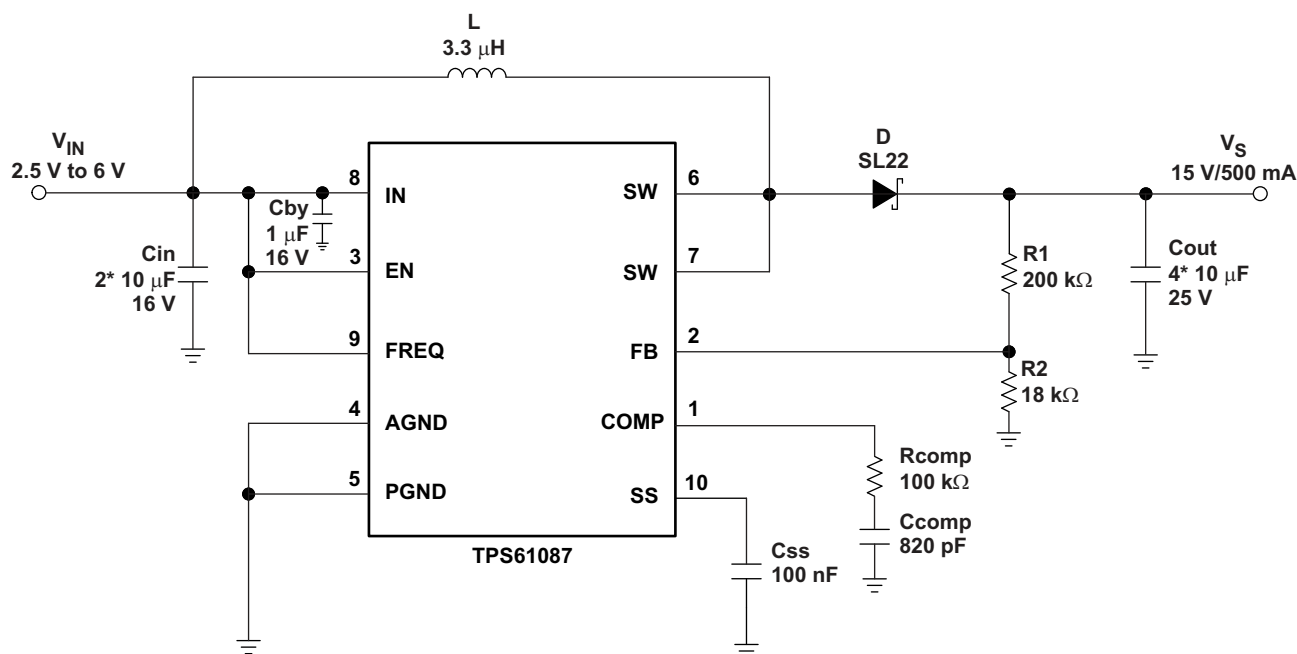 L
3.3 μH
VIN
2.5 V to 6 V
D
SL22
VS
15 V/500 mA
8
IN
SW
6
Cby
1 μF
16 V
Cin
2* 10 μF
16 V
3
EN
SW
7
R1
200 kΩ
Cout
4* 10 μF
25 V
9
FREQ
FB
2
R2
18 kΩ
4
AGND
COMP
1
Rcomp
100 kΩ
5
PGND
SS
10
Ccomp
820 pF
TPS61087
Css
100 nF